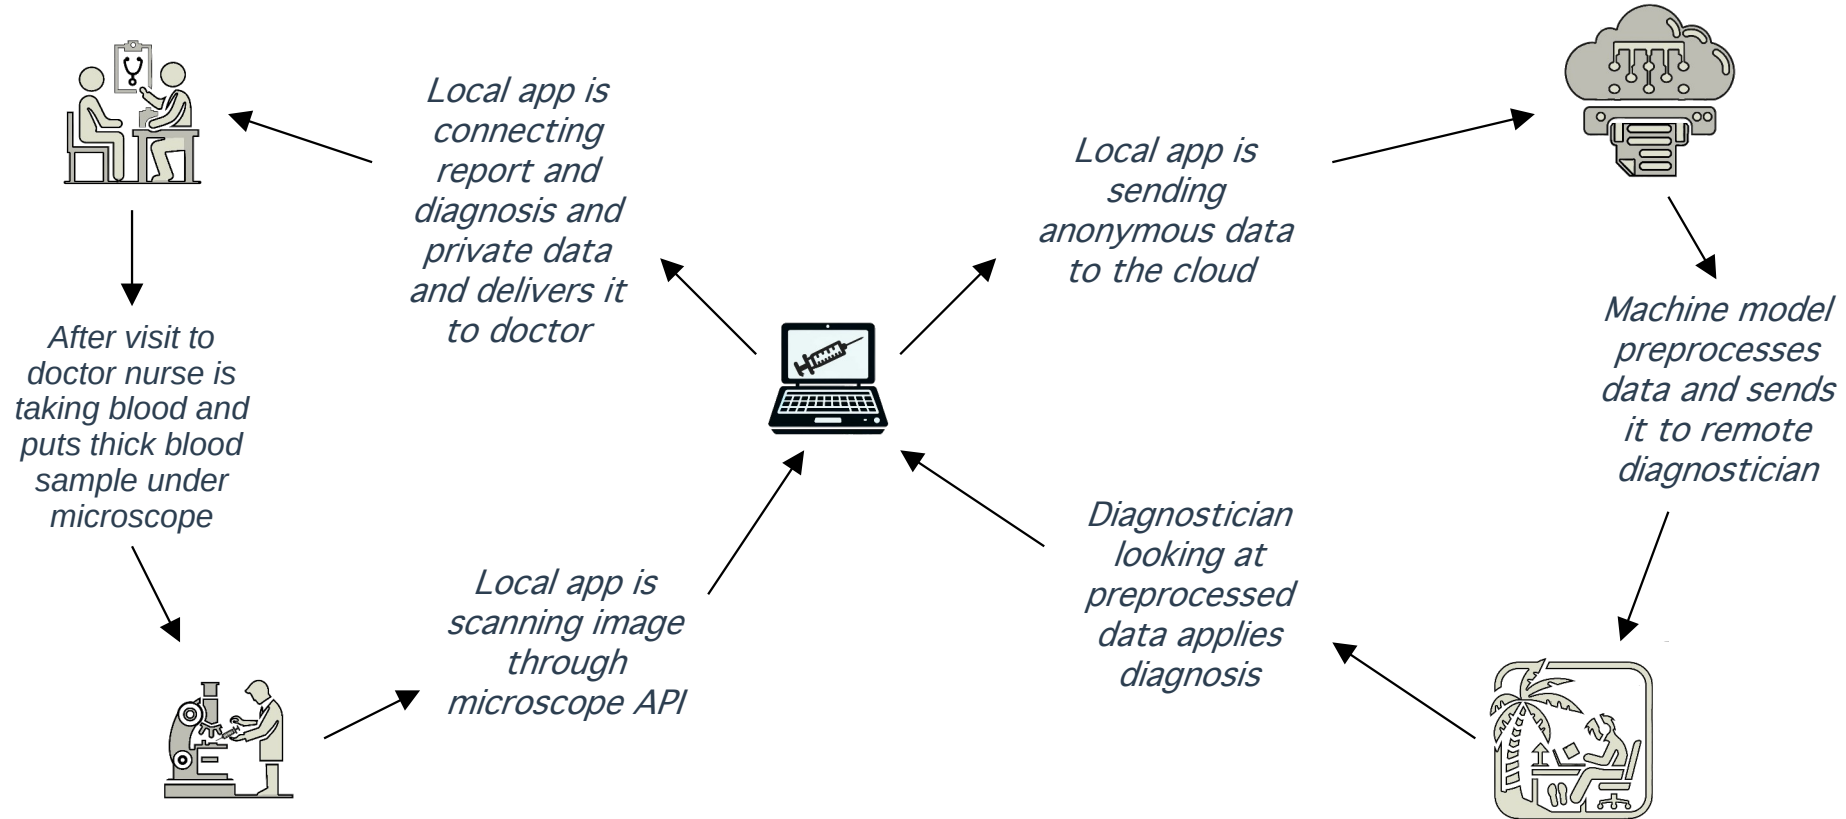 Local app is
connecting
report and
diagnosis and
private data
and delivers it
to doctor
Local app is
sending
anonymous data
to the cloud
Machine model
preprocesses
data and sends
it to remote
diagnostician
After visit to
doctor nurse is
taking blood and
puts thick blood
sample under
microscope
Local app is
scanning image
through
microscope API
Diagnostician
looking at
preprocessed
data applies
diagnosis